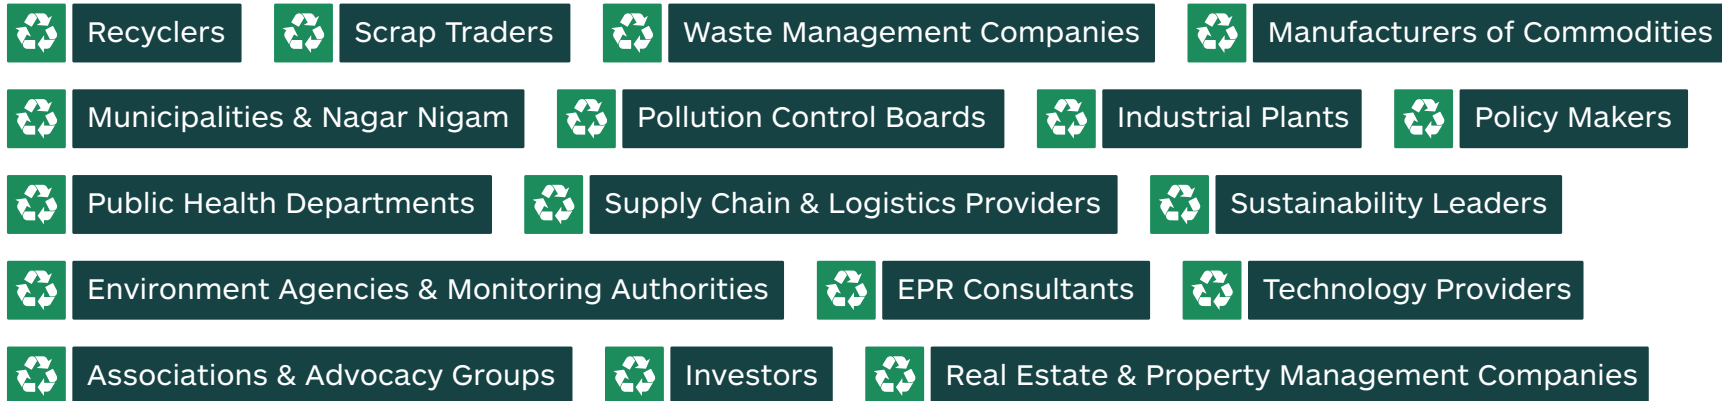 Recyclers Scrap Traders Waste Management Companies Manufacturers of Commodities
Municipalities & Nagar Nigam Pollution Control Boards Industrial Plants Policy Makers
Public Health Departments Supply Chain & Logistics Providers Sustainability Leaders
Environment Agencies & Monitoring Authorities EPR Consultants Technology Providers
Associations & Advocacy Groups Investors Real Estate & Property Management Companies